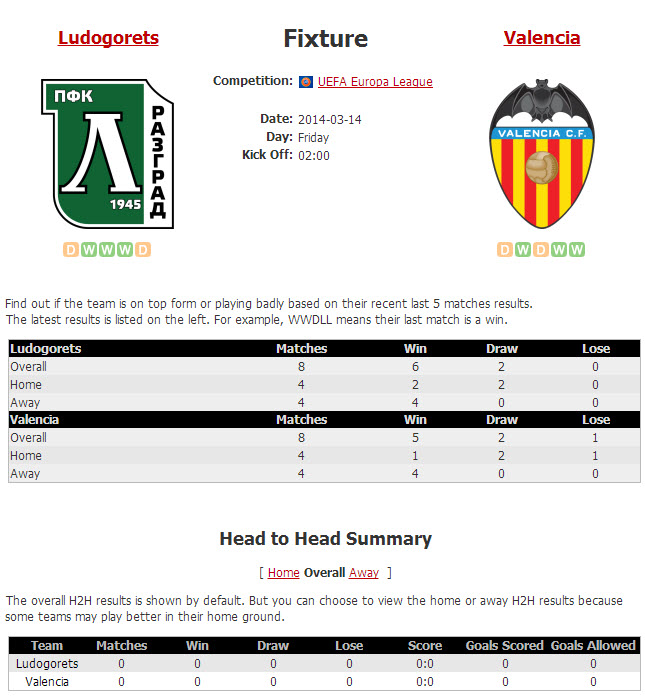 Ludogorets Fixture Valencia
Competition: UEFA Europa League
ПФК
РАЗГРАД
Л
1945
Date: 2014-03-14
Day: Friday
Kick Off: 02:00
VALENCIA C.F.
D W W W D
D W D W W
Find out if the team is on top form or playing badly based on their recent last 5 matches results.
The latest results is listed on the left. For example, WWDLL means their last match is a win.
Ludogorets Matches Win Draw Lose
Overall 8 6 2 0
Home 4 2 2 0
Away 4 4 0 0
Valencia Matches Win Draw Lose
Overall 8 5 2 1
Home 4 1 2 1
Away 4 4 0 0
Head to Head Summary
[ Home Overall Away ]
The overall H2H results is shown by default. But you can choose to view the home or away H2H results because
some teams may play better in their home ground.
Team Matches Win Draw Lose Score Goals Scored Goals Allowed
Ludogorets 0 0 0 0 0:0 0 0
Valencia 0 0 0 0 0:0 0 0